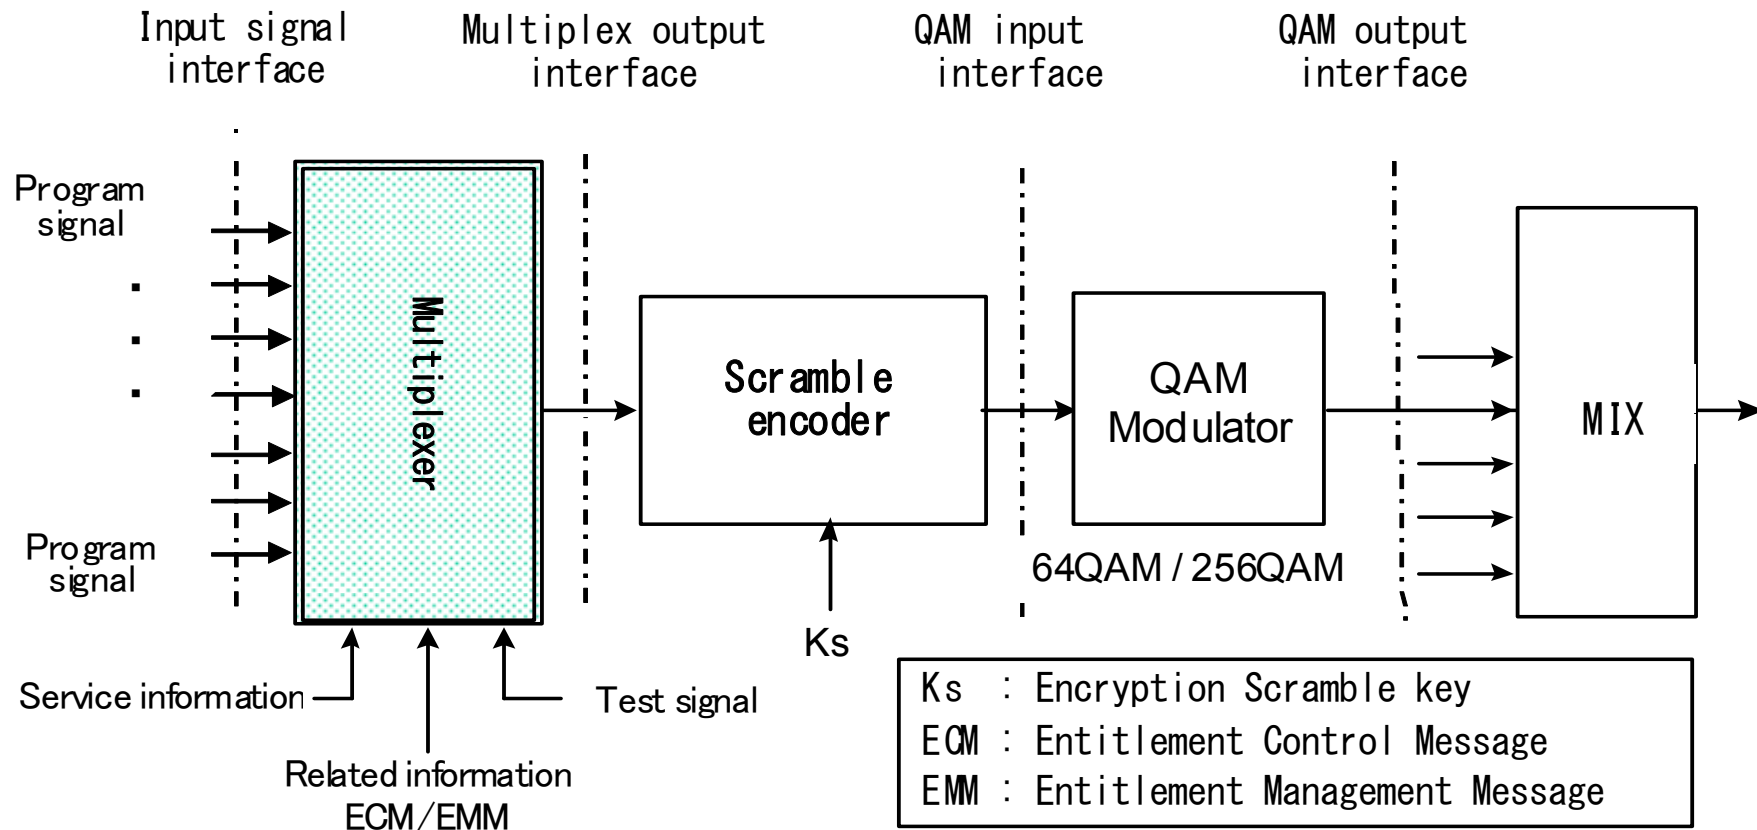 Input signal
interface
Multiplex output
interface
QAM input
interface
QAM output
interface
Program
signal
Multiplexer
Scramble
encoder
QAM
Modulator
MIX
Program
signal
64QAM / 256QAM
Ks
Service information
Test signal
Related information
ECM/EMM
Ks : Encryption Scramble key
ECM : Entitlement Control Message
EMM : Entitlement Management Message